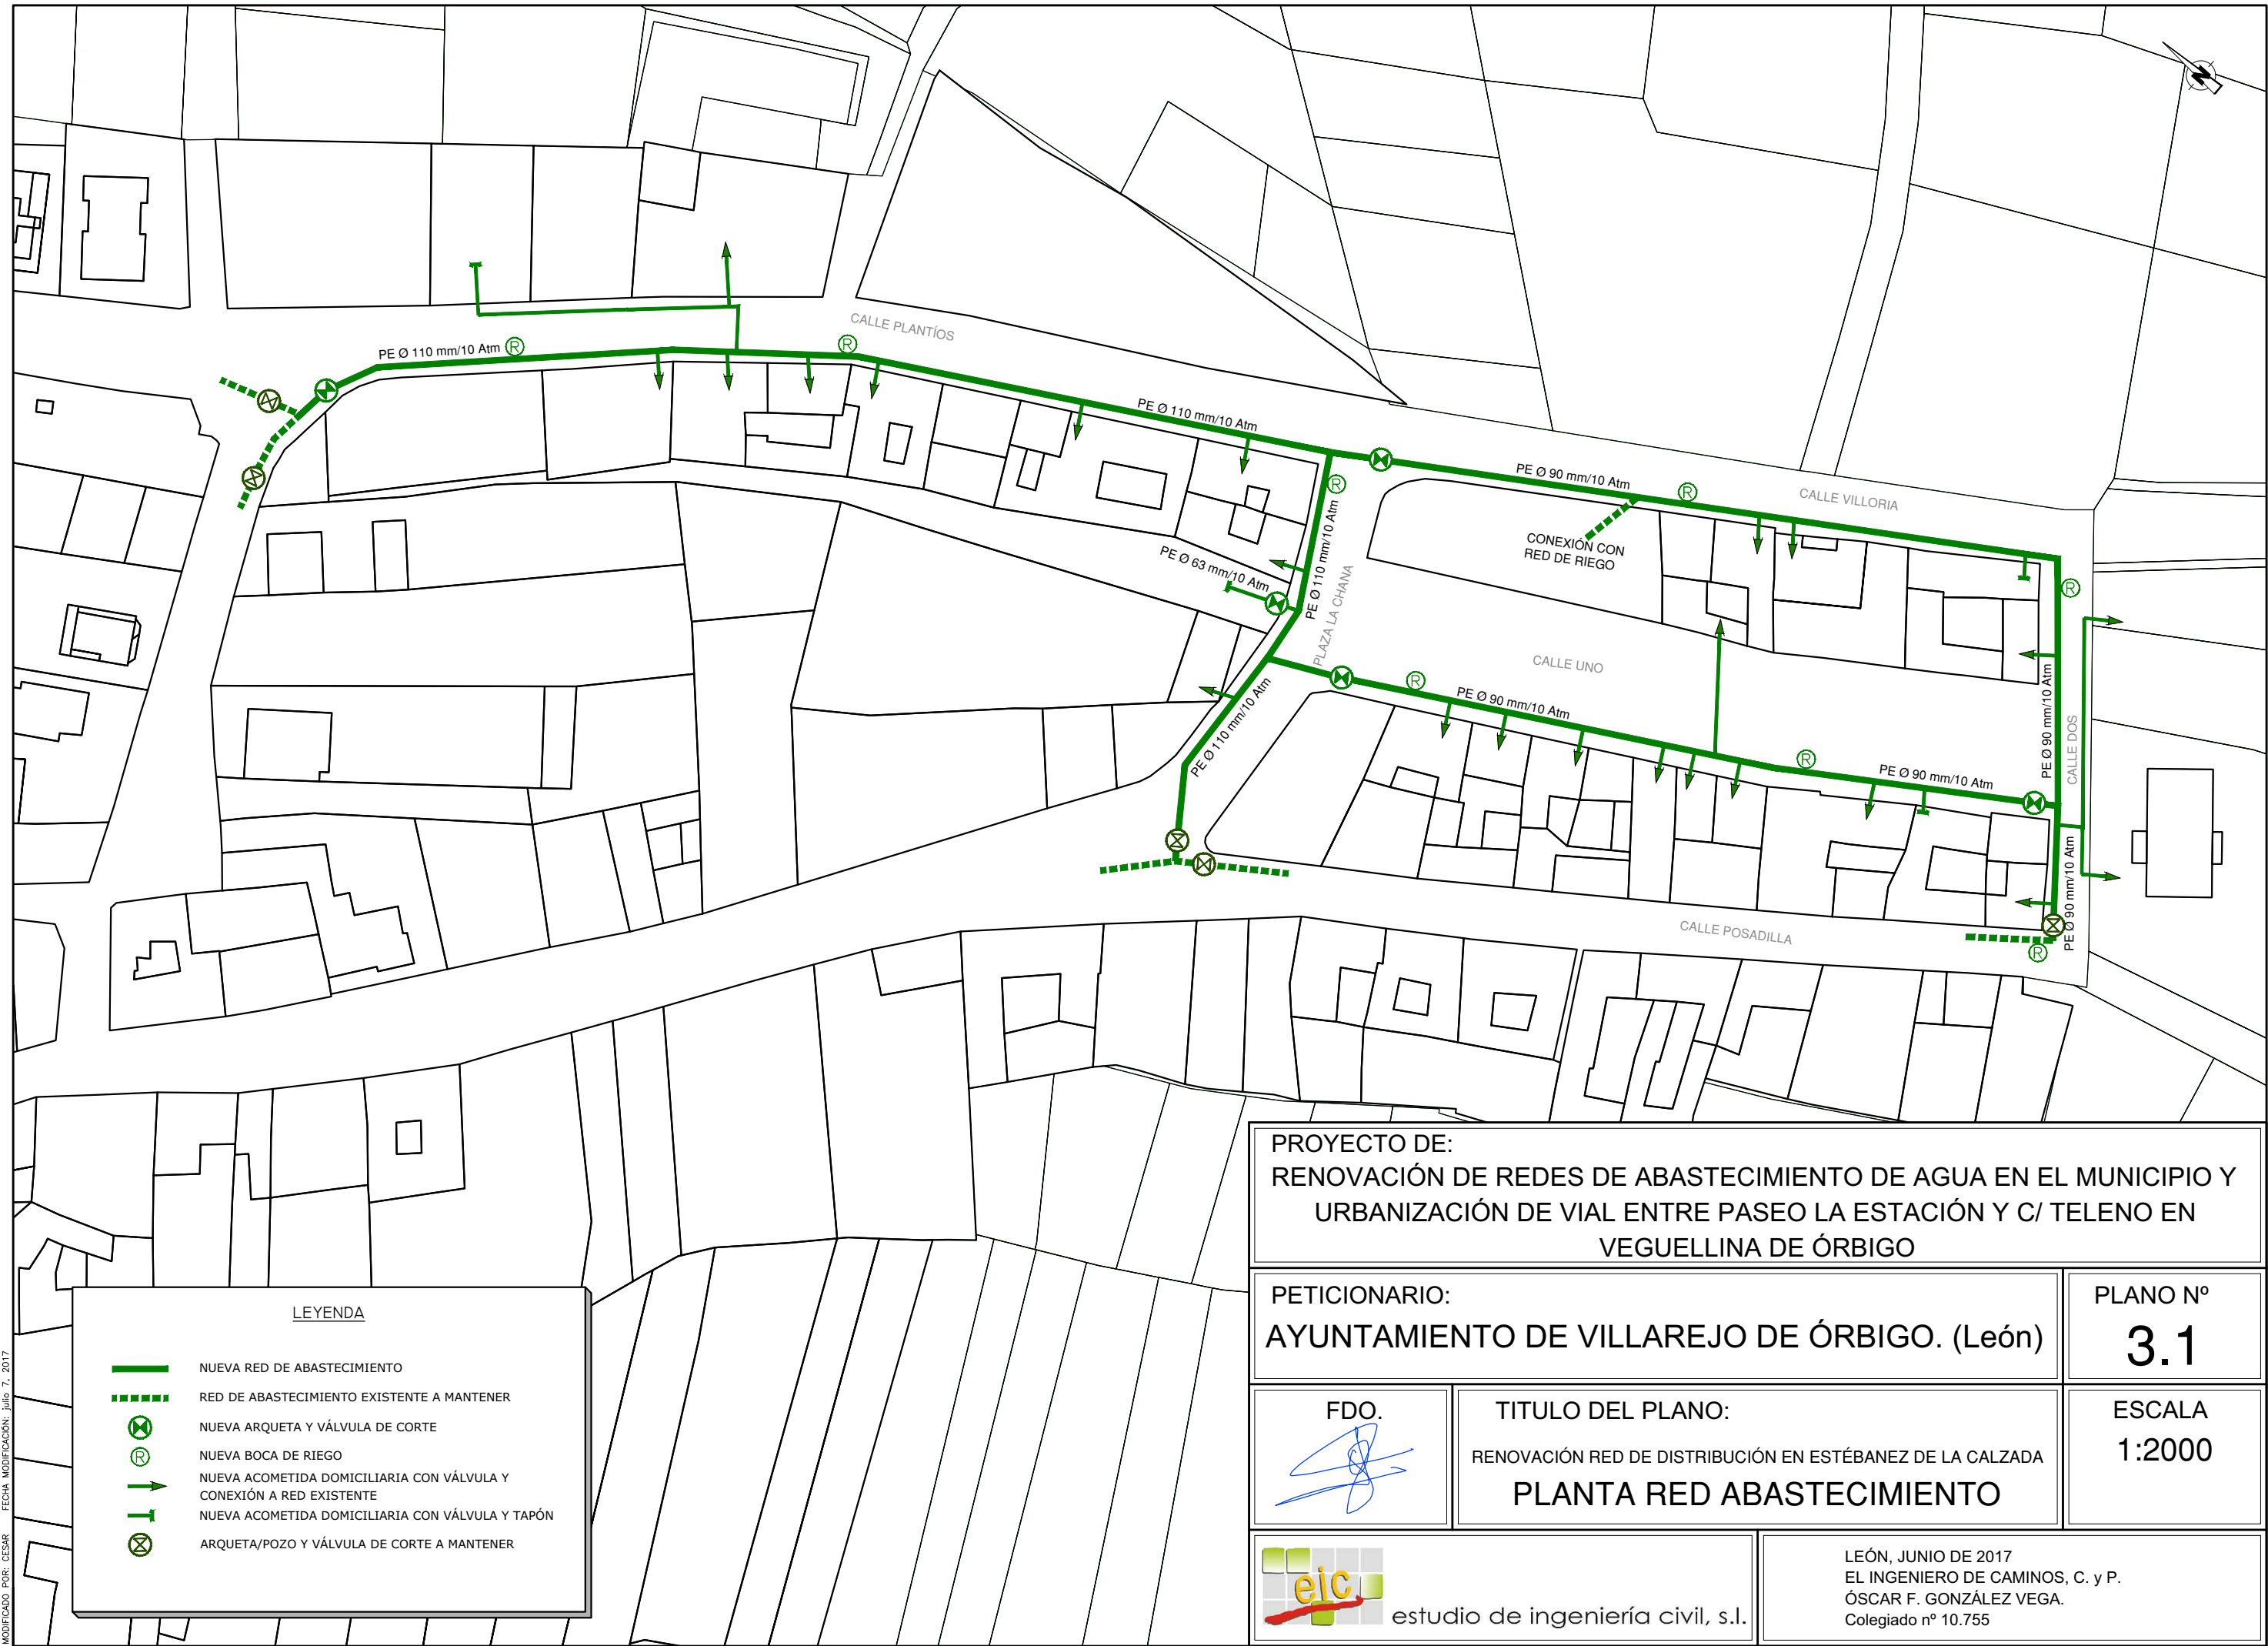 N
CALLE PLANTÍOS
PE Ø 110 mm/10 Atm
R
R
PE Ø 110 mm/10 Atm
PE Ø 90 mm/10 Atm
R
R
CALLE VILLORIA
CONEXIÓN CON
RED DE RIEGO
PE Ø 110 mm/10 Atm
PE Ø 63 mm/10 Atm
PLAZA LA CHANA
R
CALLE UNO
R
PE Ø 90 mm/10 Atm
PE Ø 110 mm/10 Atm
PE Ø 90 mm/10 Atm
CALLE DOS
R
PE Ø 90 mm/10 Atm
PE Ø 90 mm/10 Atm
CALLE POSADILLA
R
PROYECTO DE:
RENOVACIÓN DE REDES DE ABASTECIMIENTO DE AGUA EN EL MUNICIPIO Y
URBANIZACIÓN DE VIAL ENTRE PASEO LA ESTACIÓN Y C/ TELENO EN
VEGUELLINA DE ÓRBIGO
PETICIONARIO:
AYUNTAMIENTO DE VILLAREJO DE ÓRBIGO. (León)
PLANO Nº
3.1
FDO.
TITULO DEL PLANO:
RENOVACIÓN RED DE DISTRIBUCIÓN EN ESTÉBANEZ DE LA CALZADA
PLANTA RED ABASTECIMIENTO
ESCALA
1:2000
eic
estudio de ingeniería civil, s.l.
LEÓN, JUNIO DE 2017
EL INGENIERO DE CAMINOS, C. y P.
ÓSCAR F. GONZÁLEZ VEGA.
Colegiado nº 10.755
LEYENDA
NUEVA RED DE ABASTECIMIENTO
RED DE ABASTECIMIENTO EXISTENTE A MANTENER
NUEVA ARQUETA Y VÁLVULA DE CORTE
R
NUEVA BOCA DE RIEGO
NUEVA ACOMETIDA DOMICILIARIA CON VÁLVULA Y
CONEXIÓN A RED EXISTENTE
NUEVA ACOMETIDA DOMICILIARIA CON VÁLVULA Y TAPÓN
ARQUETA/POZO Y VÁLVULA DE CORTE A MANTENER
MODIFICADO POR: CESAR FECHA MODIFICACIÓN: julio 7, 2017